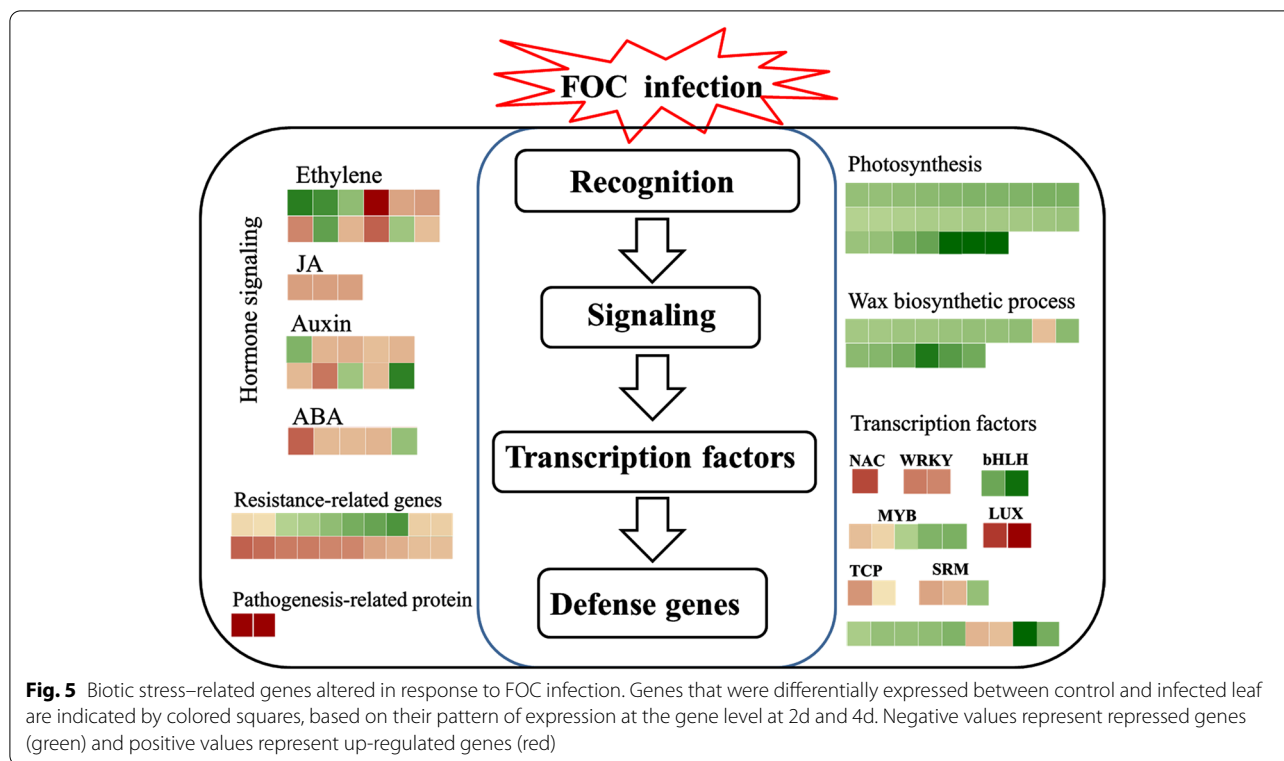 FOC infection
Hormone signaling
Ethylene
JA
Auxin
ABA
Resistance-related genes
Pathogenesis-related protein
Recognition
Signaling
Transcription factors
Defense genes
Photosynthesis
Wax biosynthetic process
Transcription factors
NAC WRKY bHLH
MYB LUX
TCP SRM
Fig. 5 Biotic stress–related genes altered in response to FOC infection. Genes that were differentially expressed between control and infected leaf
are indicated by colored squares, based on their pattern of expression at the gene level at 2d and 4d. Negative values represent repressed genes
(green) and positive values represent up-regulated genes (red)